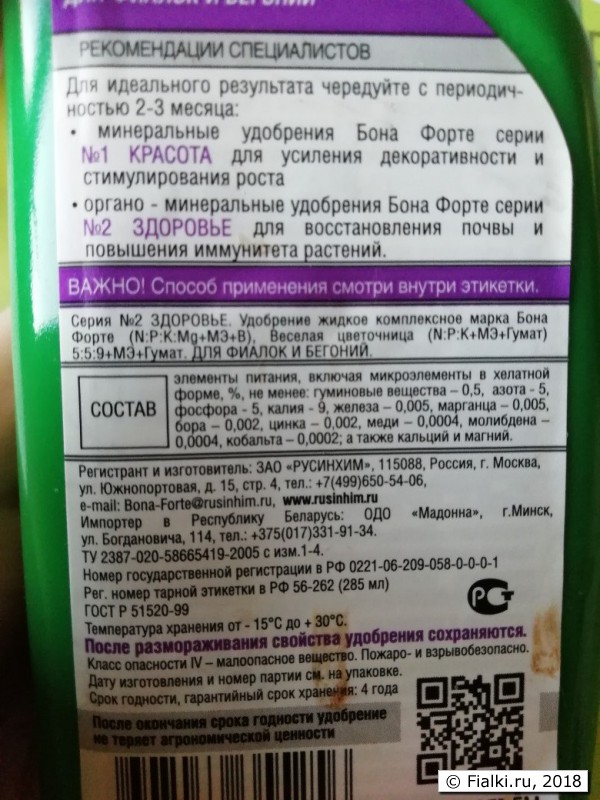 ДЛЯ ФИАЛОК И БЕГОНИЙ
РЕКОМЕНДАЦИИ СПЕЦИАЛИСТОВ
Для идеального результата чередуйте с периодич-
ностью 2-3 месяца:
• минеральные удобрения Бона Форте серии
№1 КРАСОТА для усиления декоративности и
стимулирования роста
• органо - минеральные удобрения Бона Форте серии
№2 ЗДОРОВЬЕ для восстановления почвы и
повышения иммунитета растений.
ВАЖНО! Способ применения смотри внутри этикетки.
Серия №2 ЗДОРОВЬЕ. Удобрение жидкое комплексное марка Бона
Форте (N:P:K:Mg+МЭ+B), Веселая цветочница (N:P:K+МЭ+Гумат)
5:5:9+МЭ+Гумат. ДЛЯ ФИАЛОК И БЕГОНИЙ.
СОСТАВ
элементы питания, включая микроэлементы в хелатной
форме, %, не менее: гуминовые вещества – 0,5, азота - 5,
фосфора - 5, калия - 9, железа – 0,005, марганца – 0,005,
бора – 0,002, цинка – 0,002, меди – 0,0004, молибдена –
0,0004, кобальта – 0,0002; а также кальций и магний.
Регистрант и изготовитель: ЗАО «РУСИНХИМ», 115088, Россия, г. Москва,
ул. Южнопортовая, д. 15, стр. 4, тел.: +7(499)650-54-06,
e-mail: Bona-Forte@rusinhim.ru, www.rusinhim.ru
Импортер в Республику Беларусь: ОДО «Мадонна», г.Минск,
ул. Богдановича, 114, тел.: +375(017)331-91-34.
ТУ 2387-020-58665419-2005 с изм.1-4.
Номер государственной регистрации в РФ 0221-06-209-058-0-0-0-1
Рег. номер тарной этикетки в РФ 56-262 (285 мл)
ГОСТ Р 51520-99
Температура хранения от - 15°С до + 30°С.
После размораживания свойства удобрения сохраняются.
Класс опасности IV – малоопасное вещество. Пожаро- и взрывобезопасно.
Дату изготовления и номер партии см. на упаковке.
Срок годности, гарантийный срок хранения: 4 года
После окончания срока годности удобрение
не теряет агрономической ценности
© Fialki.ru, 2018